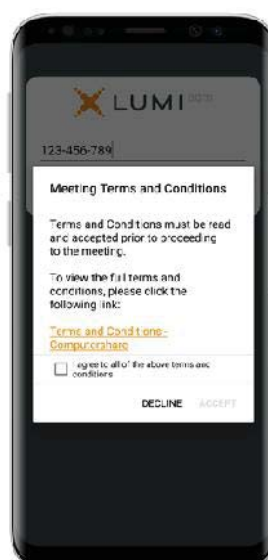 LUMI
123-456-789
Meeting Terms and Conditions
Terms and Conditions must be read
and accepted prior to proceeding
to the meeting.
To view the full terms and
conditions, please click the
following link:
Terms and Conditions -
Computershare
I agree to all of the above terms and
conditions
DECLINE ACCEPT